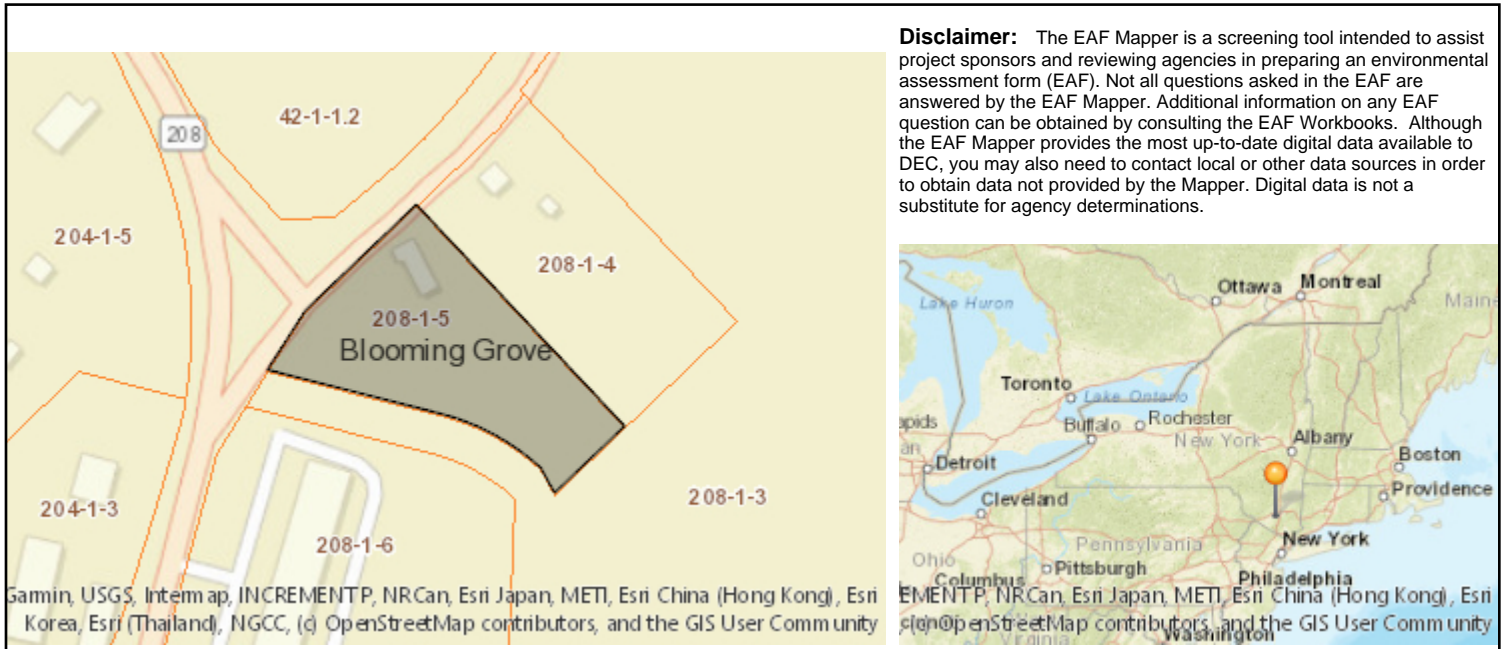 42-1-1.2
208
204-1-5
208-1-4
208-1-5
Blooming Grove
208-1-3
204-1-3
208-1-6
Garmin, USGS, Intermap, INCREMENT P, NRCan, Esri Japan, METI, Esri China (Hong Kong), Esri
Korea, Esri (Thailand), NGCC, (c) OpenStreetMap contributors, and the GIS User Community
Disclaimer: The EAF Mapper is a screening tool intended to assist
project sponsors and reviewing agencies in preparing an environmental
assessment form (EAF). Not all questions asked in the EAF are
answered by the EAF Mapper. Additional information on any EAF
question can be obtained by consulting the EAF Workbooks. Although
the EAF Mapper provides the most up-to-date digital data available to
DEC, you may also need to contact local or other data sources in order
to obtain data not provided by the Mapper. Digital data is not a
substitute for agency determinations.
Ottawa
Montreal
Maine
Lake Huron
Toronto
Lake Ontario
apids
Rochester
Buffalo
New York
Albany
an
Detroit
Boston
Providence
Cleveland
New York
Pennsylvania
Ohio
Pittsburgh
Columbus
Philadelphia
EMENT P, NRCan, Esri Japan, METI, Esri China (Hong Kong), Esri
(c) OpenStreetMap contributors, and the GIS User Community
Virginia
Washington